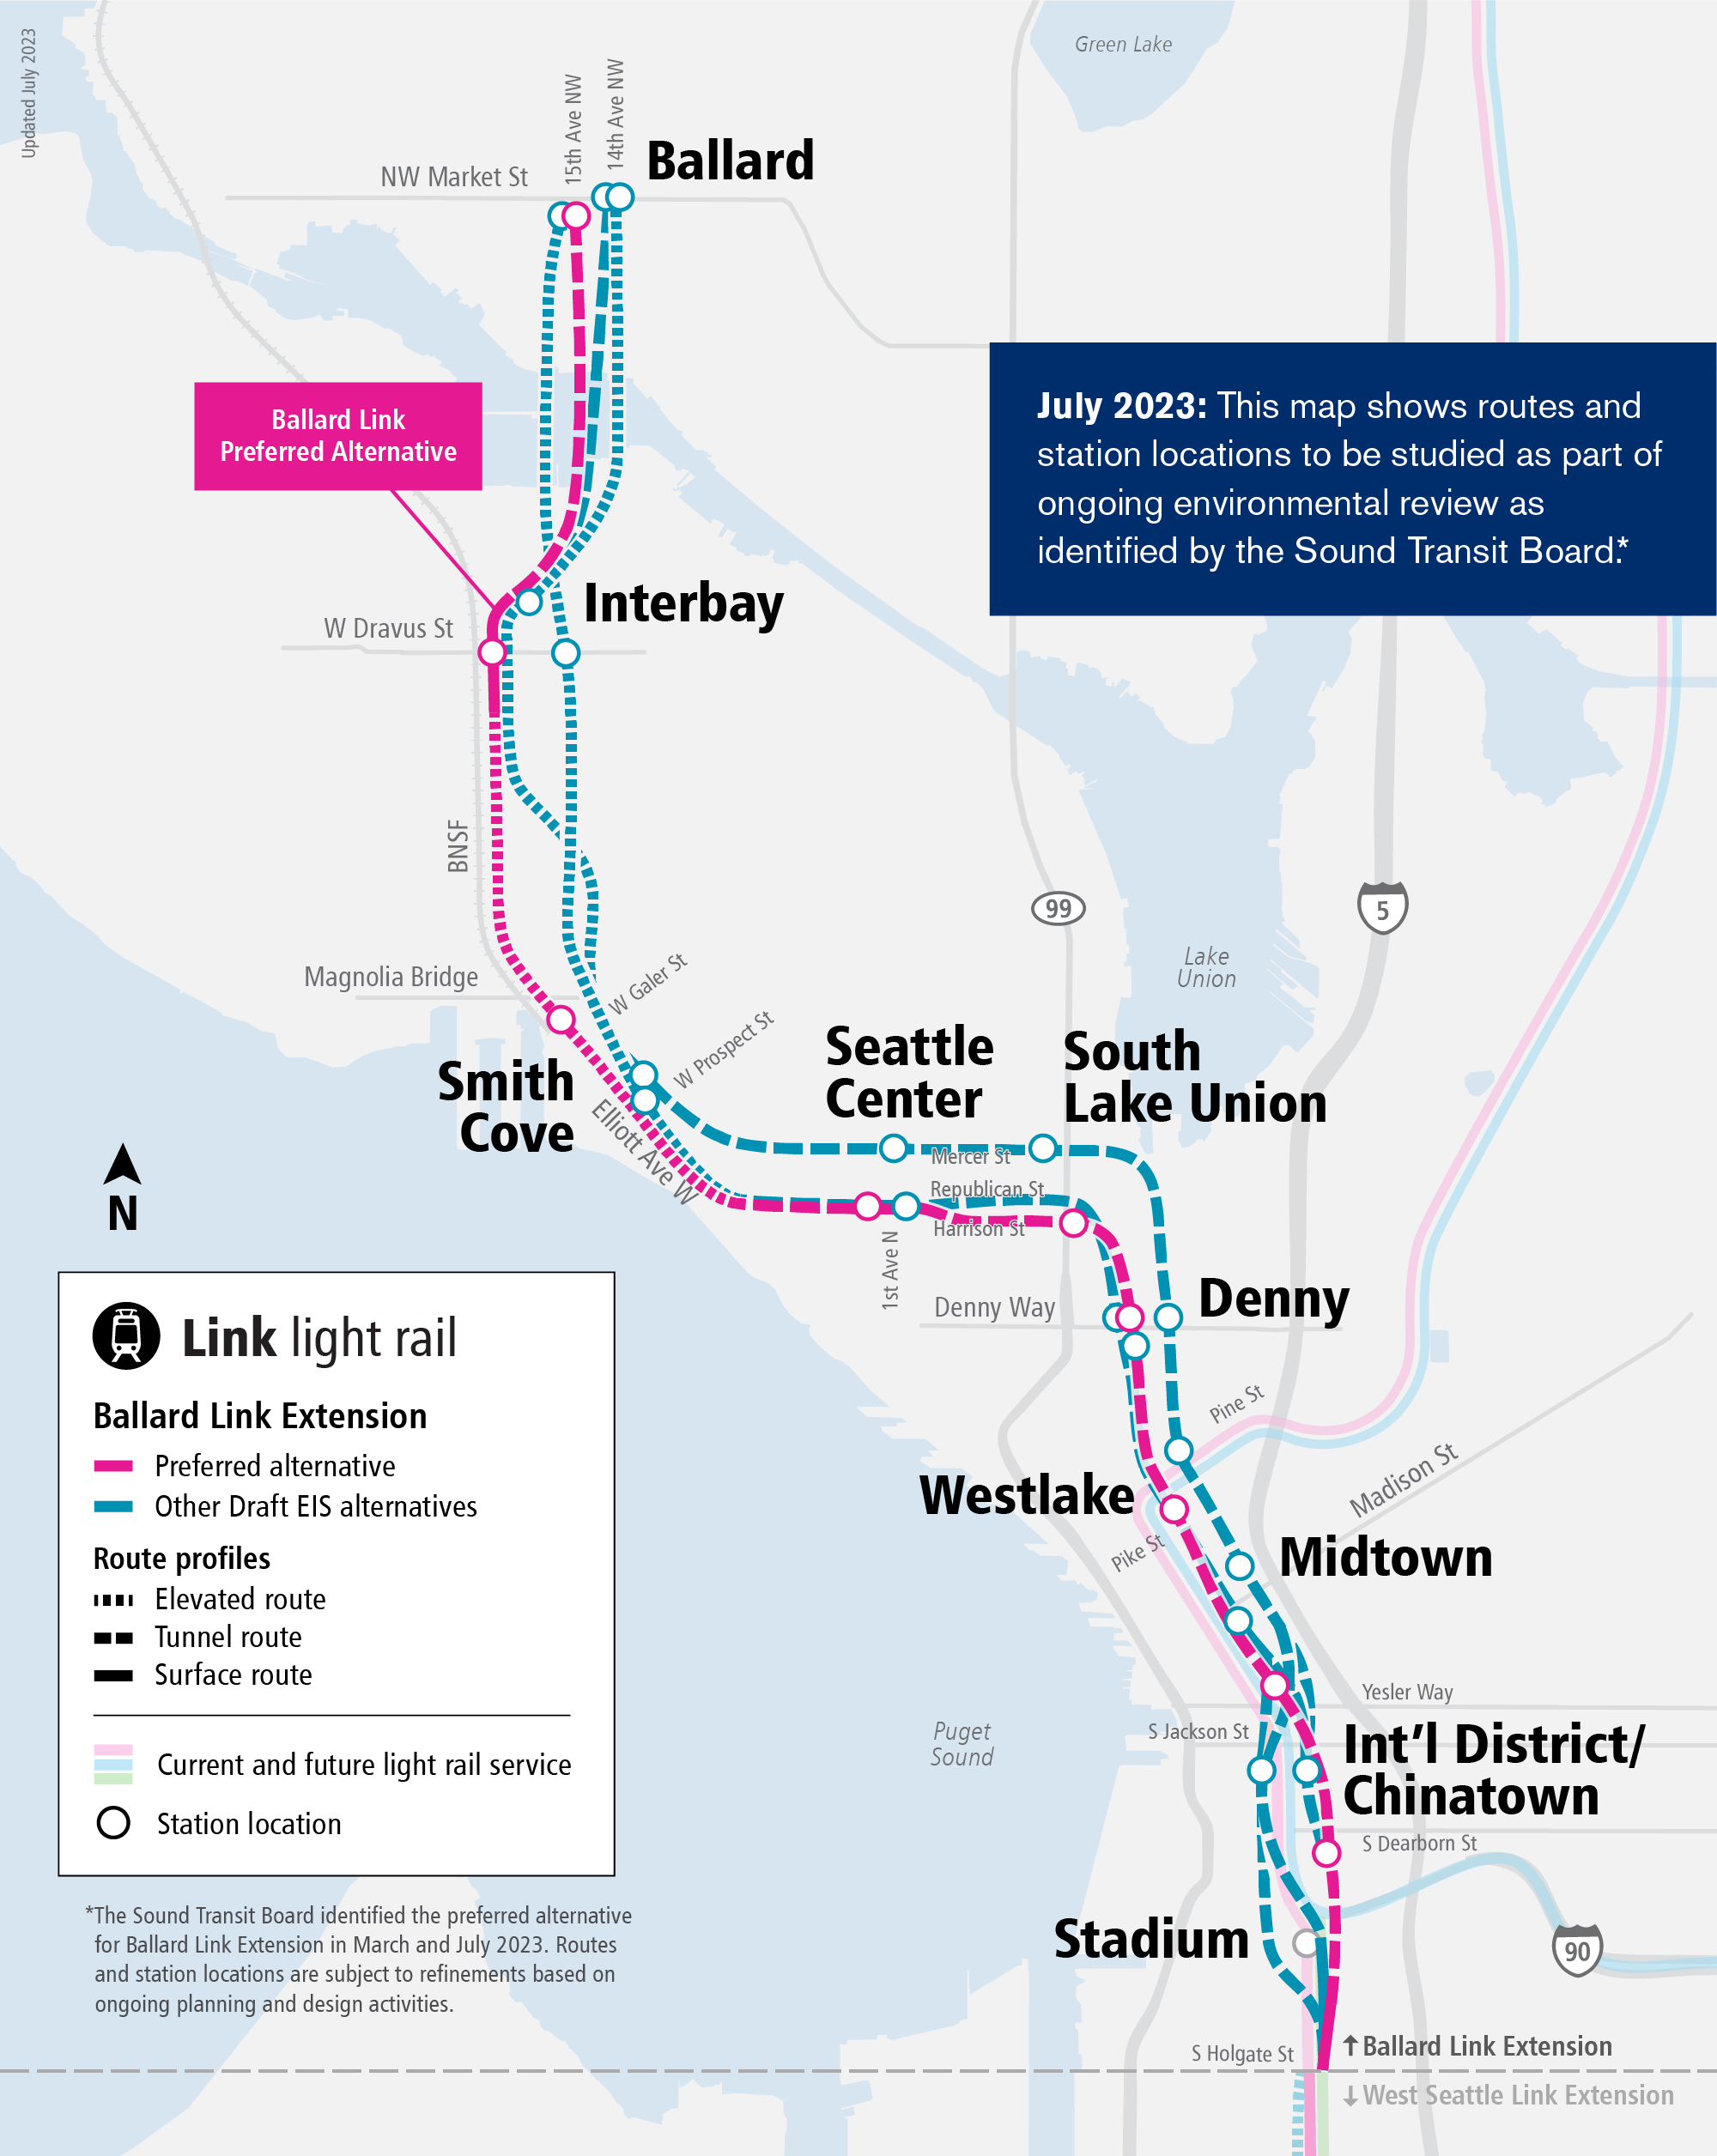 Updated July 2023
Green Lake
15th Ave NW
14th Ave NW
Ballard
NW Market St
Ballard Link
Preferred Alternative
July 2023: This map shows routes and
station locations to be studied as part of
ongoing environmental review as
identified by the Sound Transit Board.*
Interbay
W Dravus St
BNSF
99
5
Lake
Union
Magnolia Bridge
W Galer St
W Prospect St
Smith
Cove
Elliott Ave W
Seattle
Center
South
Lake Union
Mercer St
Republican St
Harrison St
1st Ave N
Denny Way
Denny
N
Pine St
Madison St
Westlake
Pike St
Midtown
Yesler Way
S Jackson St
Puget
Sound
Int'l District/
Chinatown
S Dearborn St
Stadium
90
S Holgate St
↑Ballard Link Extension
↓West Seattle Link Extension
Link light rail
Ballard Link Extension
Preferred alternative
Other Draft EIS alternatives
Route profiles
Elevated route
Tunnel route
Surface route
Current and future light rail service
Station location
*The Sound Transit Board identified the preferred alternative
for Ballard Link Extension in March and July 2023. Routes
and station locations are subject to refinements based on
ongoing planning and design activities.